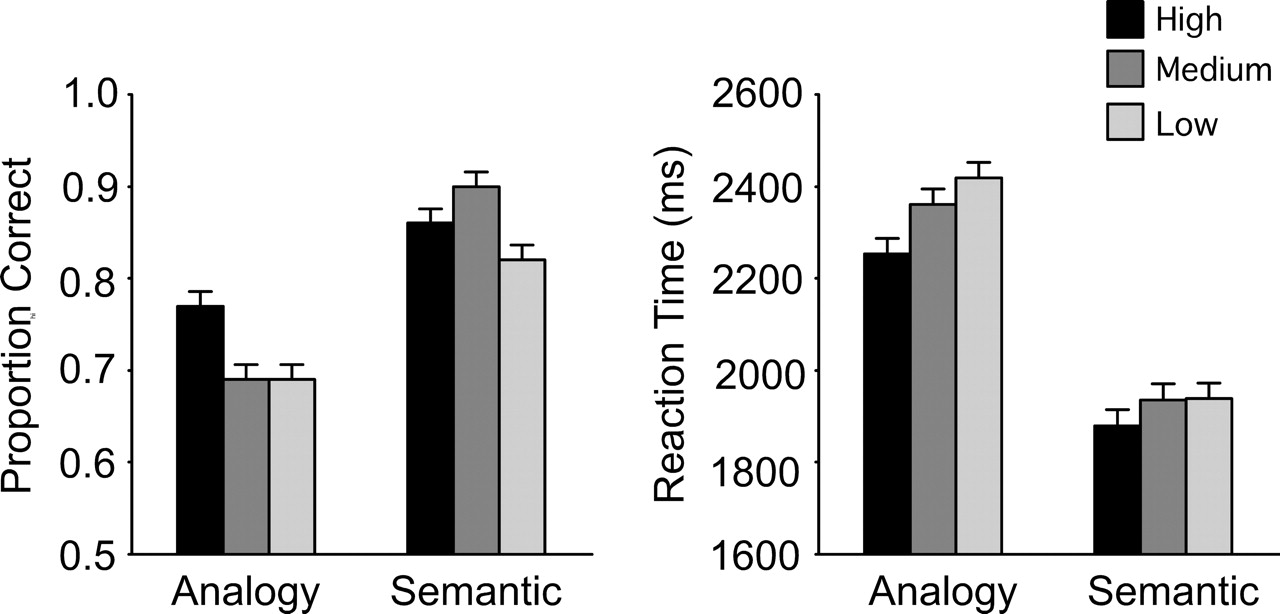 High
Medium
Low
Proportion Correct
1.0
0.9
0.8
0.7
0.6
0.5
Analogy Semantic
Reaction Time (ms)
2600
2400
2200
2000
1800
1600
Analogy Semantic